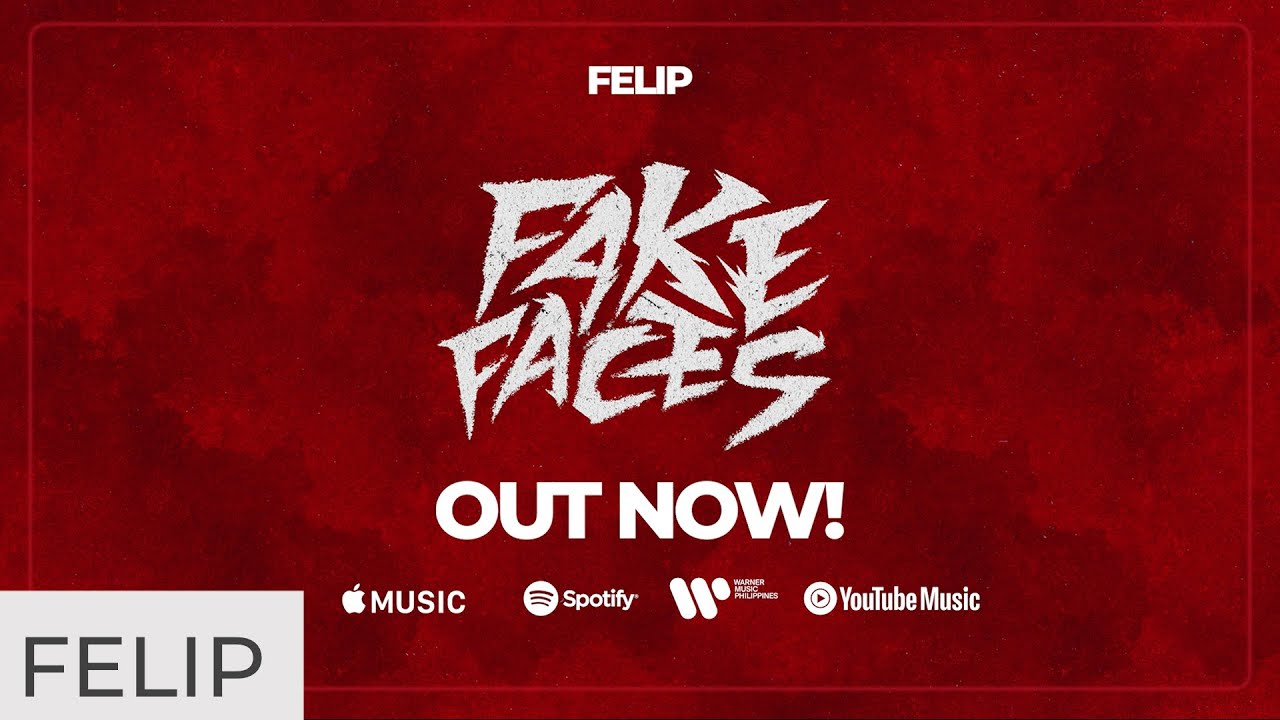 FELIP
FAKE
FACES
OUT NOW!
MUSIC
Spotify®
WARNER
MUSIC
PHILIPPINES
YouTube Music
FELIP